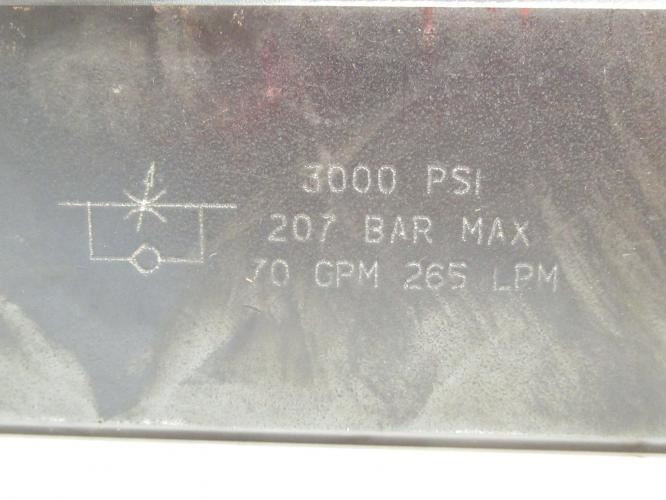 3000 PSI
207 BAR MAX
70 GPM 265 LPM